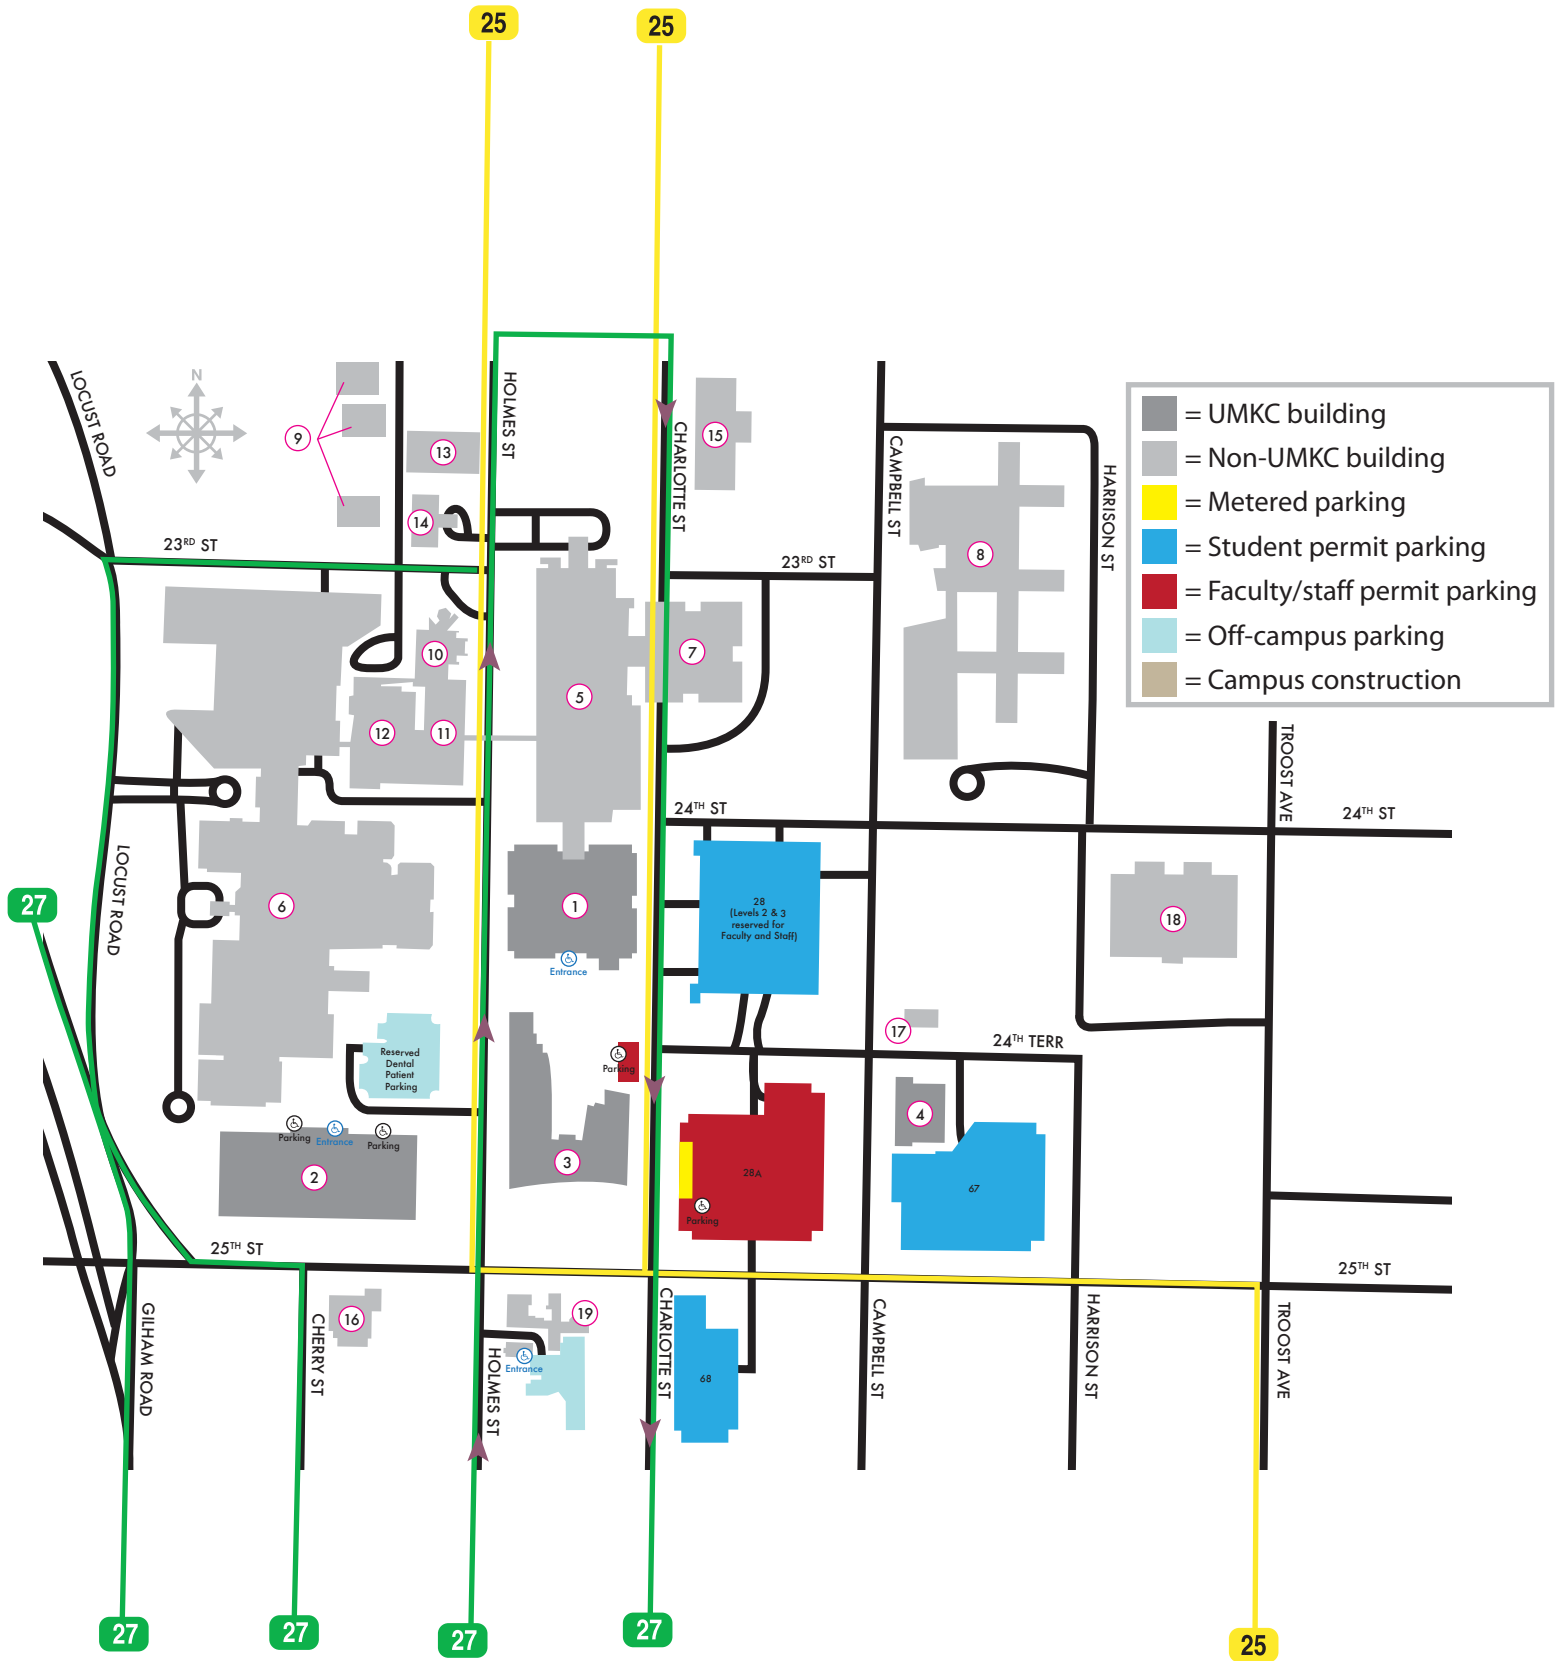 25
25
N
LOCUST ROAD
9
13
14
HOLMES ST
15
CHARLOTTE ST
CAMPBELL ST
HARRISON ST
8
= UMKC building
= Non-UMKC building
= Metered parking
= Student permit parking
= Faculty/staff permit parking
= Off-campus parking
= Campus construction
23RD ST
23RD ST
10
7
5
12
11
TROOST AVE
24TH ST
24TH ST
LOCUST ROAD
27
6
1
Entrance
28
(Levels 2 & 3
reserved for
Faculty and Staff)
18
17
24TH TERR
Reserved
Dental
Patient
Parking
Parking
4
Parking
Entrance
Parking
2
3
28A
Parking
67
25TH ST
25TH ST
GILHAM ROAD
CHERRY ST
16
HOLMES ST
19
Entrance
CHARLOTTE ST
68
CAMPBELL ST
HARRISON ST
TROOST AVE
27
27
27
27
25